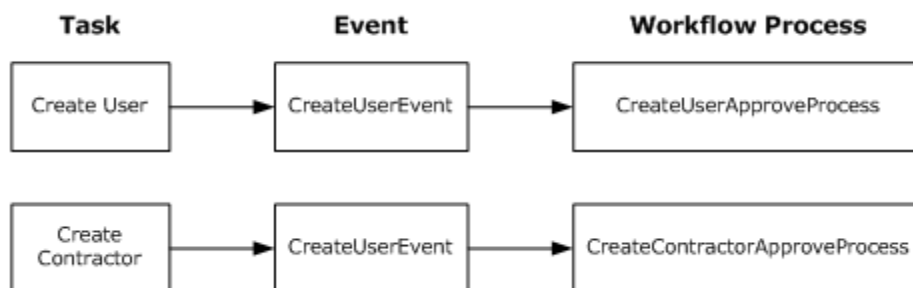 Task Event Workflow Process
Create User CreateUserEvent CreateUserApproveProcess
Create
Contractor CreateUserEvent CreateContractorApproveProcess